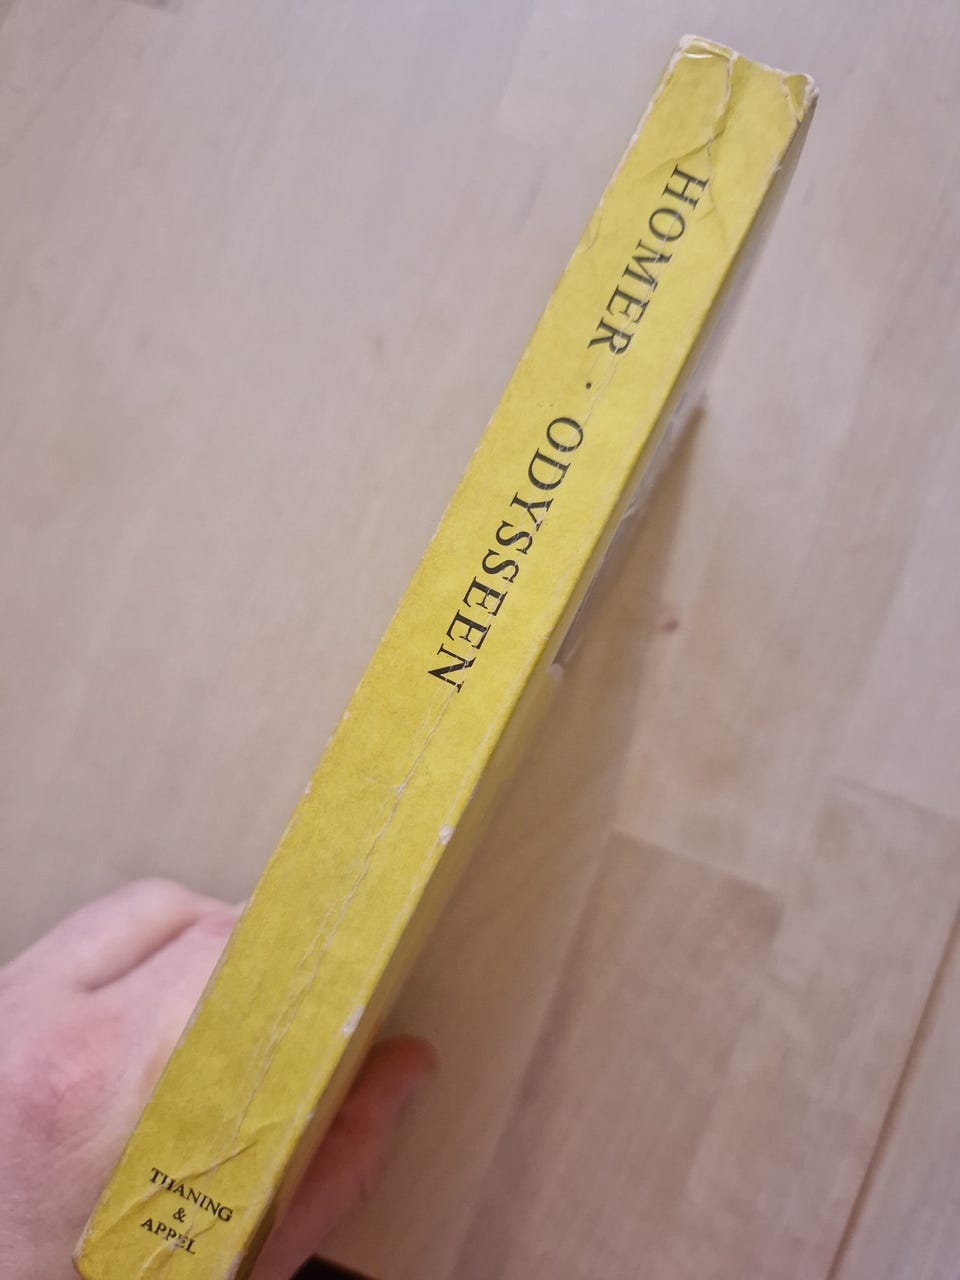 HOMER · ODYSSEEN
THANING
&
APPEL